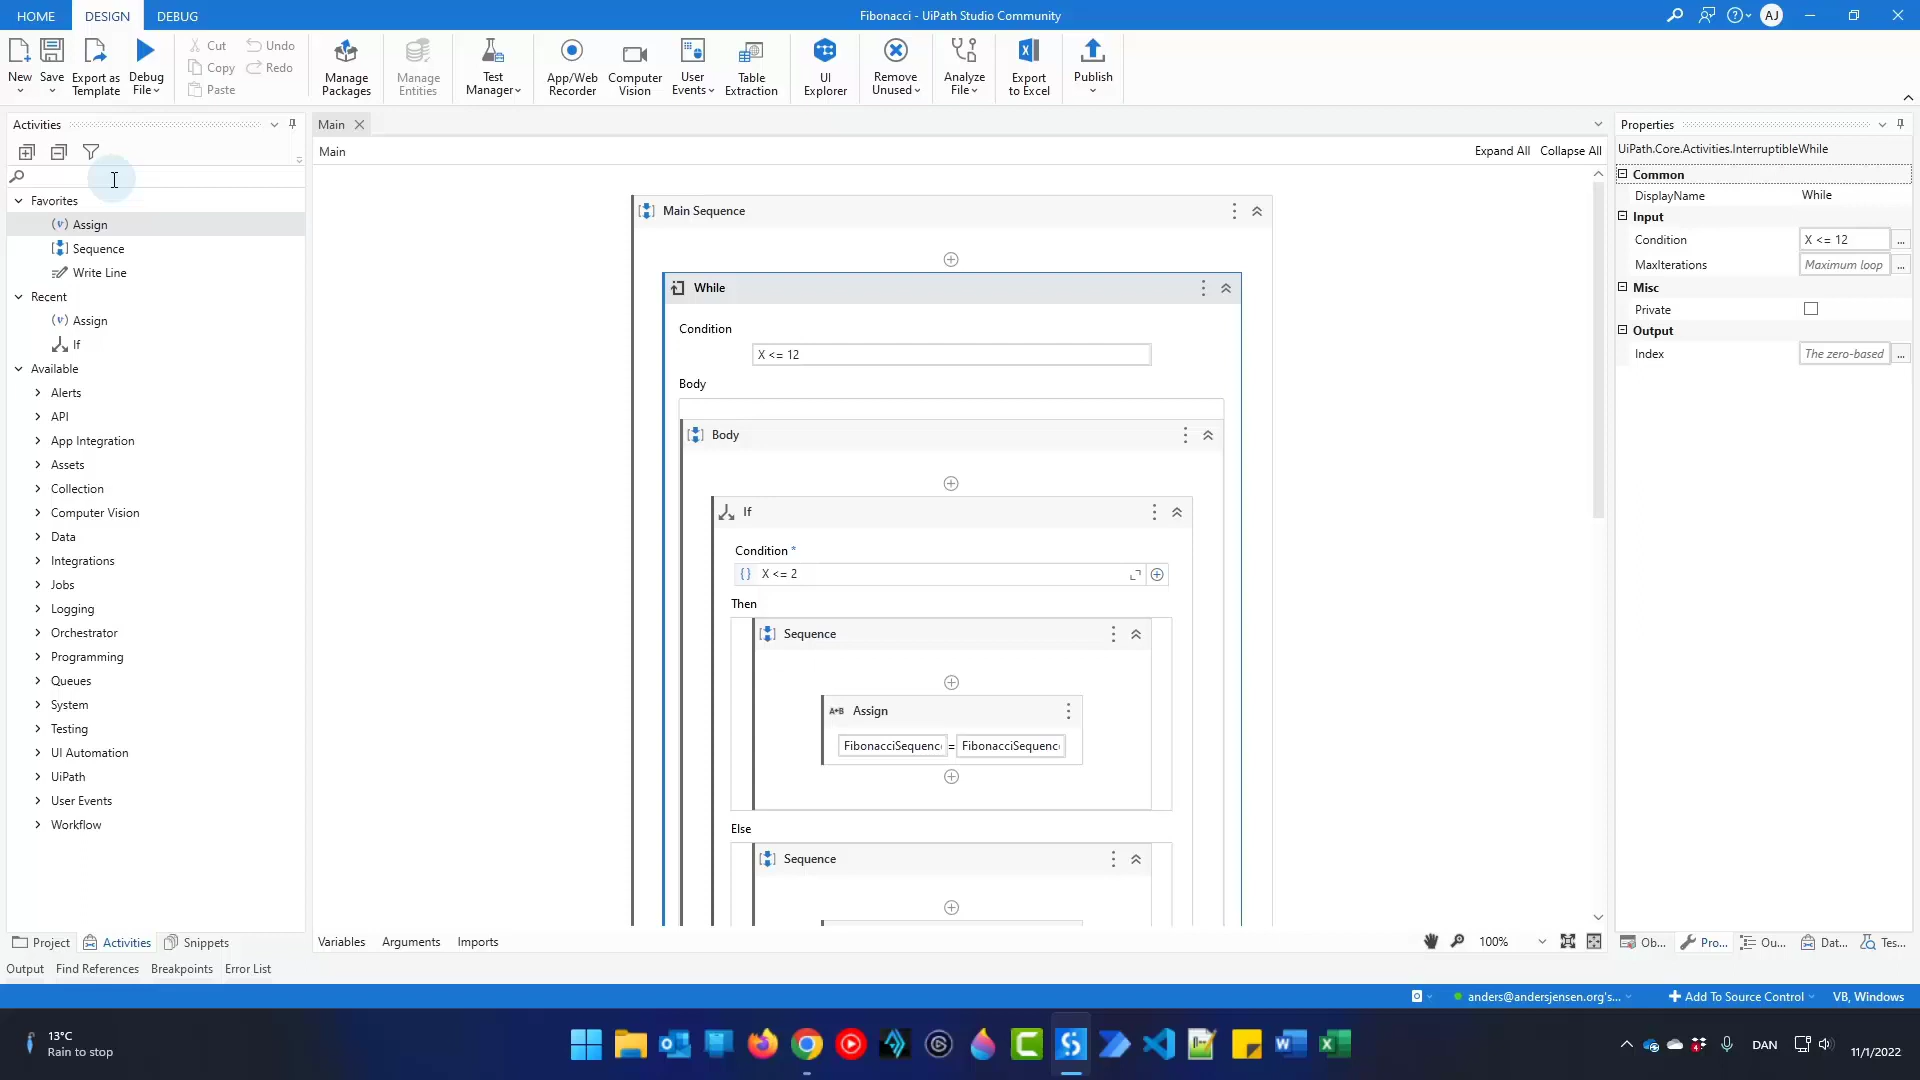 HOME DESIGN DEBUG
Fibonacci - UiPath Studio Community
AJ
New
Save
Export as Template
Debug File
Cut
Copy
Paste
Undo
Redo
Manage Packages
Manage Entities
Test Manager
App/Web Recorder
Computer Vision
User Events
Table Extraction
UI Explorer
Remove Unused
Analyze File
Export to Excel
Publish
Activities
Favorites
Assign
Sequence
Write Line
Recent
Assign
If
Available
Alerts
API
App Integration
Assets
Collection
Computer Vision
Data
Integrations
Jobs
Logging
Orchestrator
Programming
Queues
System
Testing
UI Automation
UiPath
User Events
Workflow
Project Activities Snippets
Main
Main
Expand All Collapse All
Main Sequence
While
Condition
X <= 12
Body
Body
If
Condition *
X <= 2
Then
Sequence
A+B Assign
FibonacciSequenc = FibonacciSequenc
Else
Sequence
Variables Arguments Imports
100%
Properties
UiPath.Core.Activities.InterruptibleWhile
Common
DisplayName While
Input
Condition X <= 12 ...
MaxIterations Maximum loop ...
Misc
Private
Output
Index The zero-based ...
Ob... Pro... Ou... Dat... Tes...
Output Find References Breakpoints Error List
anders@andersjensen.org's...
Add To Source Control
VB, Windows
13°C
Rain to stop
DAN
11/1/2022